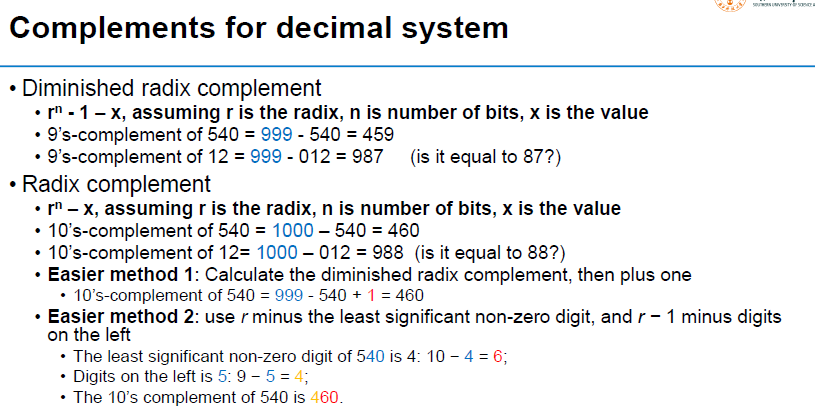 SOUTHERN UNIVERSITY OF SCIENCE A
Complements for decimal system
• Diminished radix complement
• rⁿ - 1 – x, assuming r is the radix, n is number of bits, x is the value
• 9's-complement of 540 = 999 - 540 = 459
• 9's-complement of 12 = 999 - 012 = 987 (is it equal to 87?)
• Radix complement
• rⁿ – x, assuming r is the radix, n is number of bits, x is the value
• 10's-complement of 540 = 1000 – 540 = 460
• 10's-complement of 12= 1000 – 012 = 988 (is it equal to 88?)
• Easier method 1: Calculate the diminished radix complement, then plus one
• 10's-complement of 540 = 999 - 540 + 1 = 460
• Easier method 2: use r minus the least significant non-zero digit, and r − 1 minus digits
on the left
• The least significant non-zero digit of 540 is 4: 10 − 4 = 6;
• Digits on the left is 5: 9 − 5 = 4;
• The 10's complement of 540 is 460.